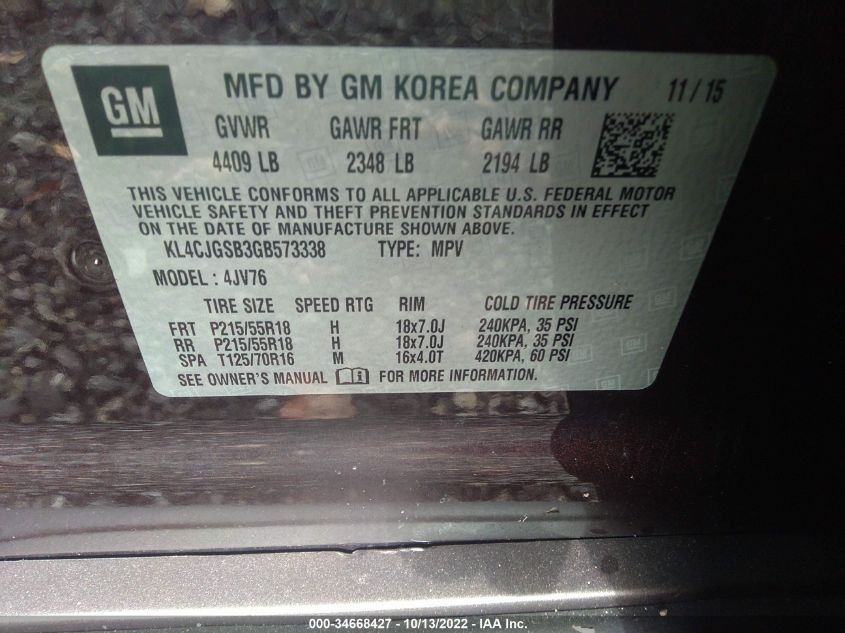 GM
MFD BY GM KOREA COMPANY 11/15
GVWR GAWR FRT GAWR RR
4409 LB 2348 LB 2194 LB
THIS VEHICLE CONFORMS TO ALL APPLICABLE U.S. FEDERAL MOTOR
VEHICLE SAFETY AND THEFT PREVENTION STANDARDS IN EFFECT
ON THE DATE OF MANUFACTURE SHOWN ABOVE.
KL4CJGSB3GB573338 TYPE: MPV
MODEL : 4JV76
TIRE SIZE SPEED RTG RIM COLD TIRE PRESSURE
FRT P215/55R18 H 18x7.0J 240KPA, 35 PSI
RR P215/55R18 H 18x7.0J 240KPA, 35 PSI
SPA T125/70R16 M 16x4.0T 420KPA, 60 PSI
SEE OWNER'S MANUAL FOR MORE INFORMATION.
000-34668427 - 10/13/2022 - IAA Inc.